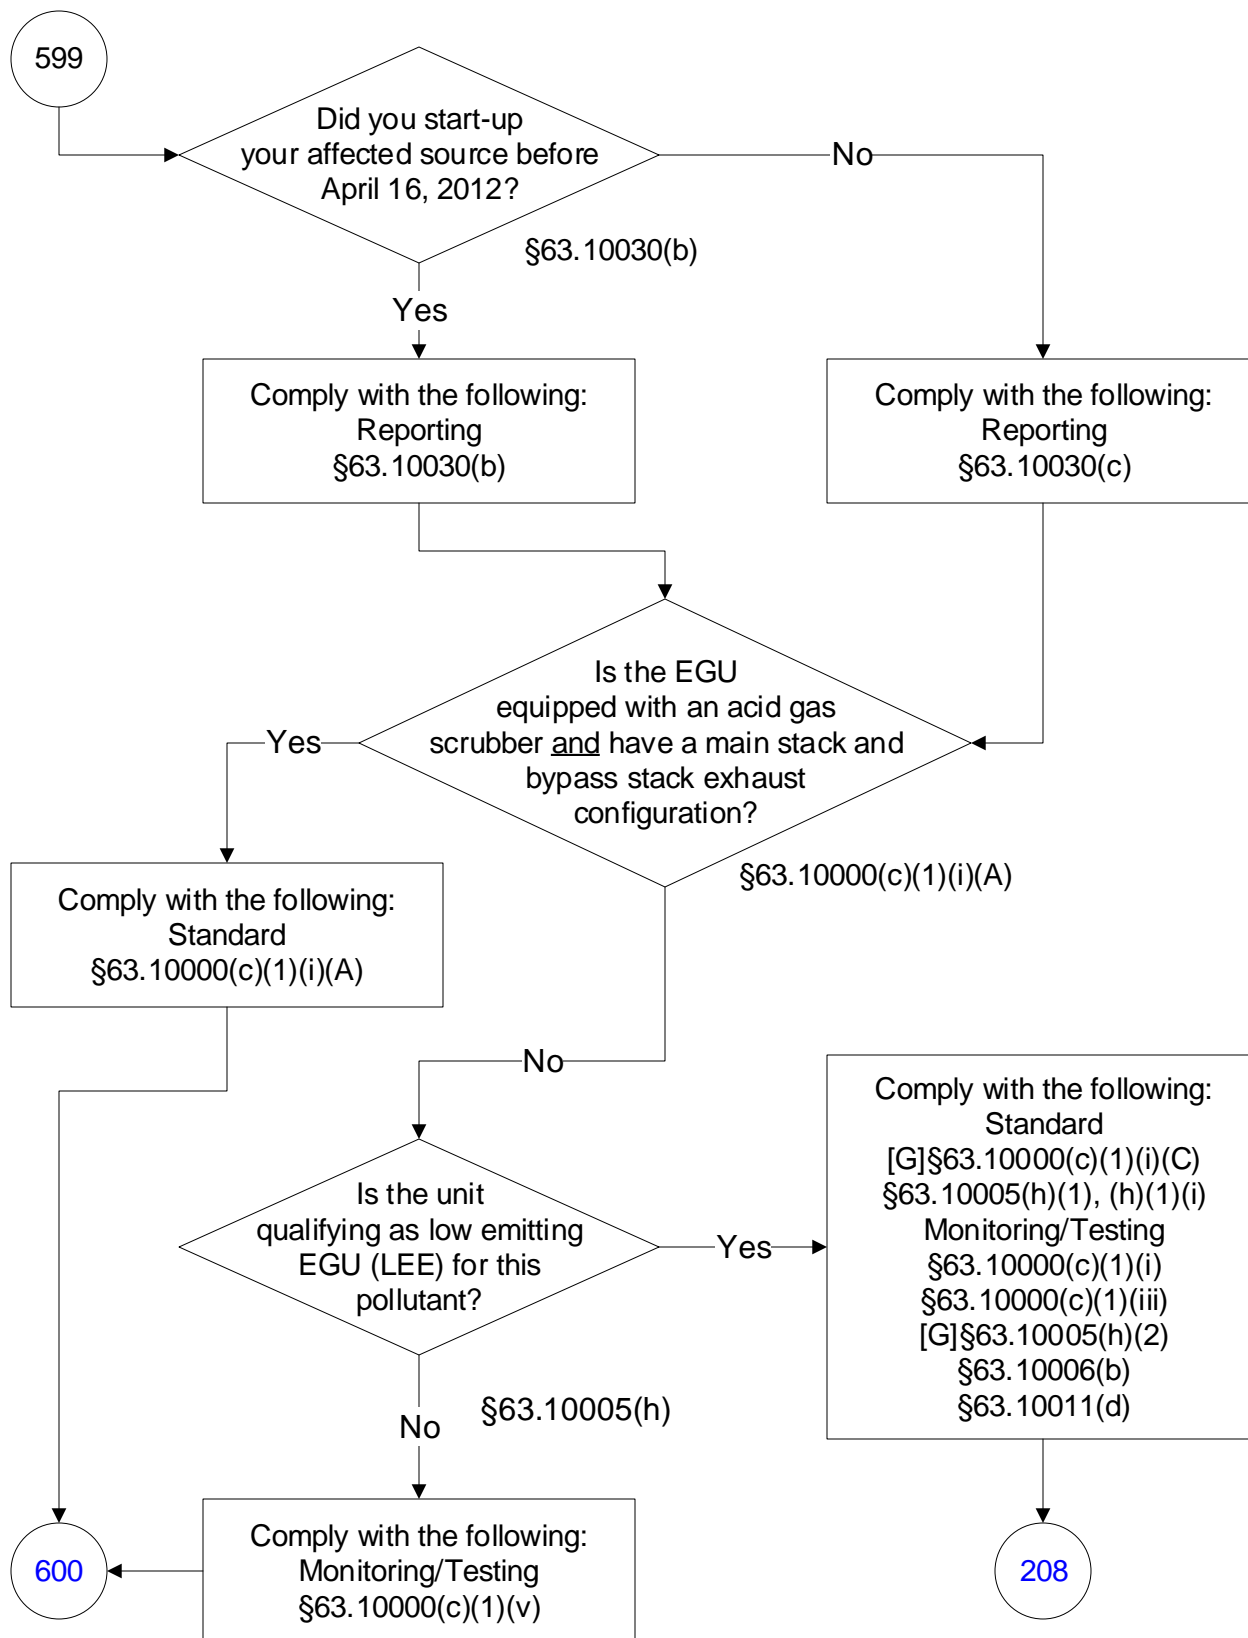 599
Did you start-up
your affected source before
April 16, 2012?
No
§63.10030(b)
Yes
Comply with the following:
Reporting
§63.10030(b)
Comply with the following:
Reporting
§63.10030(c)
Is the EGU
equipped with an acid gas
scrubber and have a main stack and
bypass stack exhaust
configuration?
Yes
§63.10000(c)(1)(i)(A)
Comply with the following:
Standard
§63.10000(c)(1)(i)(A)
No
Is the unit
qualifying as low emitting
EGU (LEE) for this
pollutant?
Yes
Comply with the following:
Standard
[G]§63.10000(c)(1)(i)(C)
§63.10005(h)(1), (h)(1)(i)
Monitoring/Testing
§63.10000(c)(1)(i)
§63.10000(c)(1)(iii)
[G]§63.10005(h)(2)
§63.10006(b)
§63.10011(d)
§63.10005(h)
No
600
Comply with the following:
Monitoring/Testing
§63.10000(c)(1)(v)
208